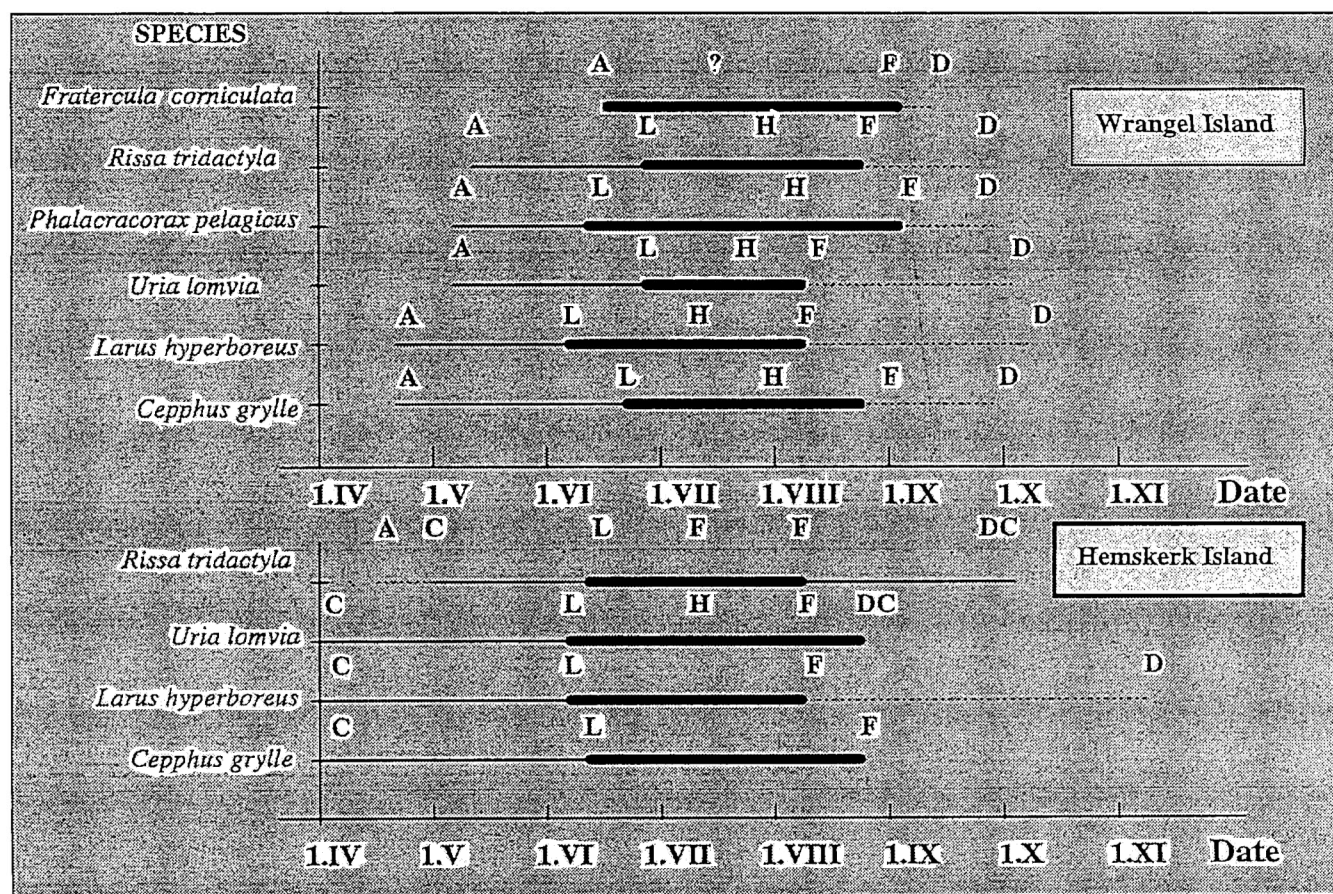 SPECIES
A ? F D
Fratercula corniculata
Wrangel Island
A L H F D
Rissa tridactyla
A L H F D
Phalacracorax pelagicus
A L H F D
Uria lomvia
A L H F D
Larus hyperboreus
A L H F D
Cepphus grylle
1.IV 1.V 1.VI 1.VII 1.VIII 1.IX 1.X 1.XI Date
A C L F F DC
Hemskerk Island
Rissa tridactyla
C L H F DC
Uria lomvia
C L F D
Larus hyperboreus
C L F
Cepphus grylle
1.IV 1.V 1.VI 1.VII 1.VIII 1.IX 1.X 1.XI Date